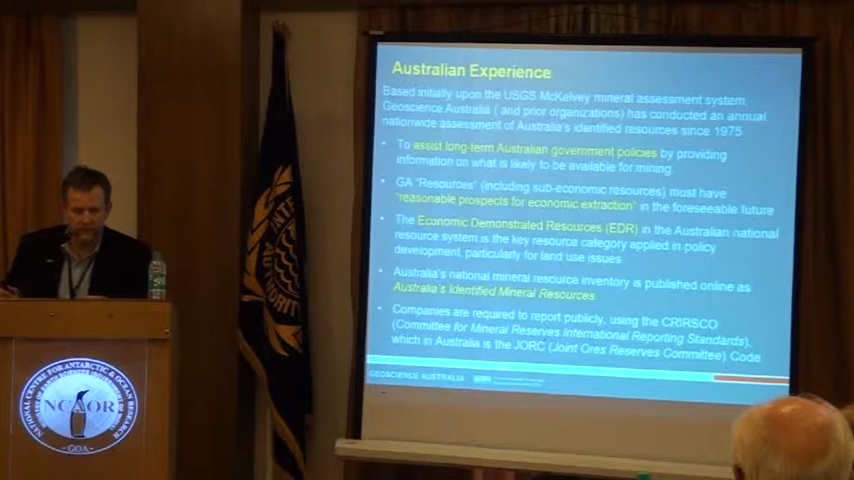 Australian Experience
Based initially upon the USGS McKelvey mineral assessment system,
Geoscience Australia ( and prior organizations) has conducted an annual
nationwide assessment of Australia's identified resources since 1975
• To assist long-term Australian government policies by providing
information on what is likely to be available for mining.
• GA "Resources" (including sub-economic resources) must have
"reasonable prospects for economic extraction" in the foreseeable future
• The Economic Demonstrated Resources (EDR) in the Australian national
resource system is the key resource category applied in policy
development, particularly for land use issues.
• Australia's national mineral resource inventory is published online as
Australia's Identified Mineral Resources
• Companies are required to report publicly, using the CRIRSCO
(Committee for Mineral Reserves International Reporting Standards),
which in Australia is the JORC (Joint Ores Reserves Committee) Code
GEOSCIENCE AUSTRALIA
NATIONAL CENTRE FOR ANTARCTIC & OCEAN RESEARCH
NCAOR
GOA